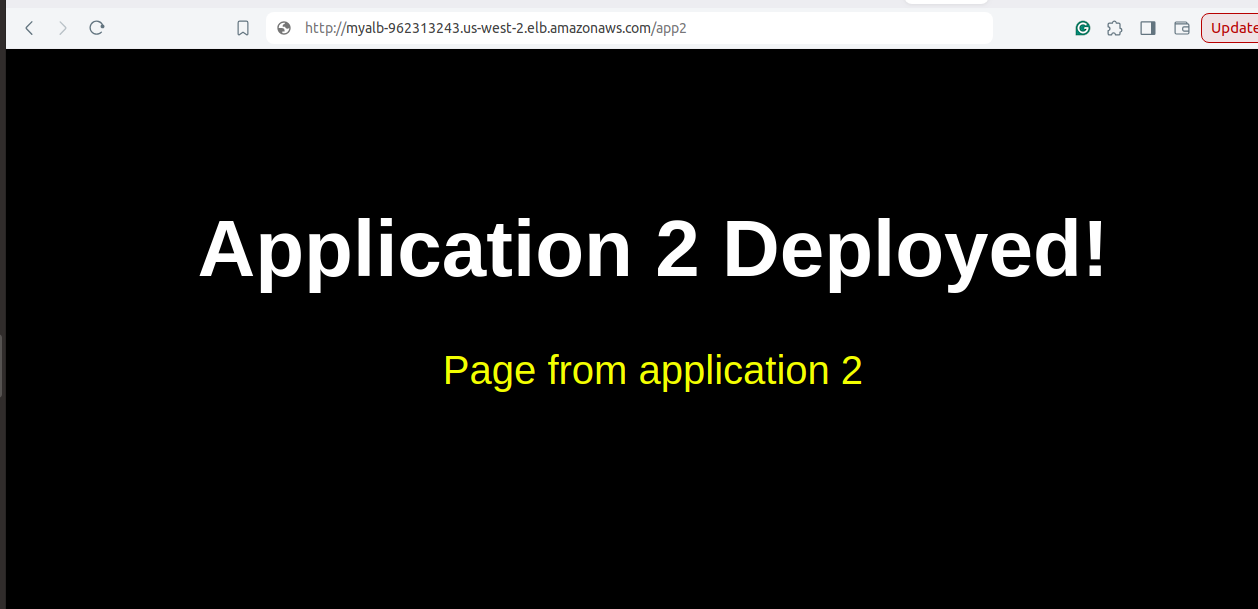 http://myalb-962313243.us-west-2.elb.amazonaws.com/app2
Update
Application 2 Deployed!
Page from application 2